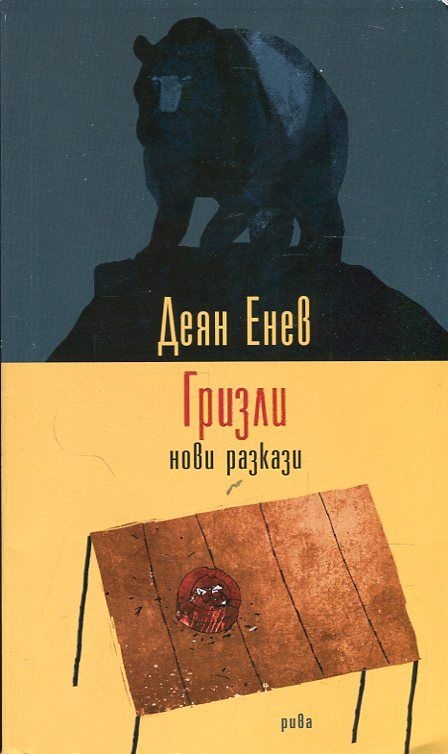 Деян Енев
Гризли
нови разкази
рива